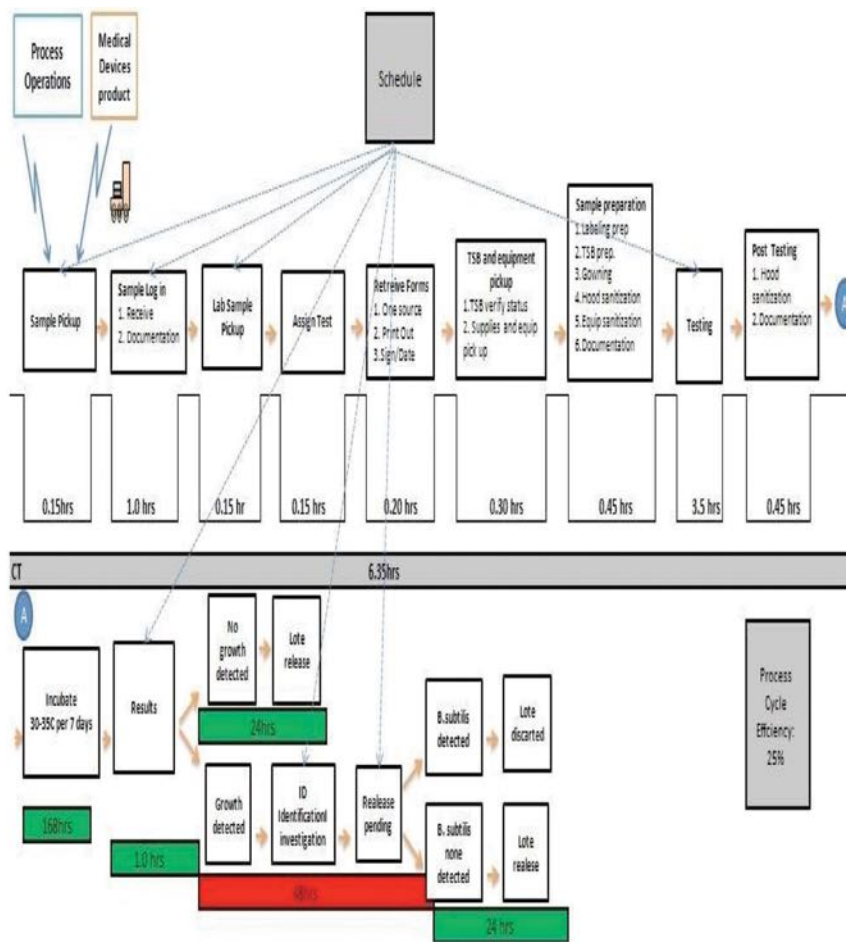 Process
Operations
Medical
Devices
product
Schedule
Sample Pickup
Sample Log in
1. Receive
2. Documentation
Lab Sample
Pickup
Assign Test
Retreive Forms
1. One source
2. Print Out
3.Sign/Date
TSB and equipment
pickup
1.TSB verify status
2. Supplies and equip
pick up
Sample preparation
1.Labeling prep
2.TSB prep.
3.Gowning
4.Hood sanitization
5.Equip sanitization
6.Documentation
Testing
Post Testing
1. Hood
sanitization
2.Documentation
A
0.15hrs
1.0 hrs
0.15 hr
0.15 hrs
0.20 hrs
0.30 hrs
0.45 hrs
3.5 hrs
0.45 hrs
CT
6.35hrs
A
Incubate
30-35C per 7 days
Results
No
growth
detected
Lote
release
24hrs
Growth
detected
ID
Identification\
investigation
Realease
pending
B.subtilis
detected
Lote
discarted
B. subtilis
none
detected
Lote
realese
168hrs
1.0 hrs
48hrs
24 hrs
Process
Cycle
Efficiency:
25%